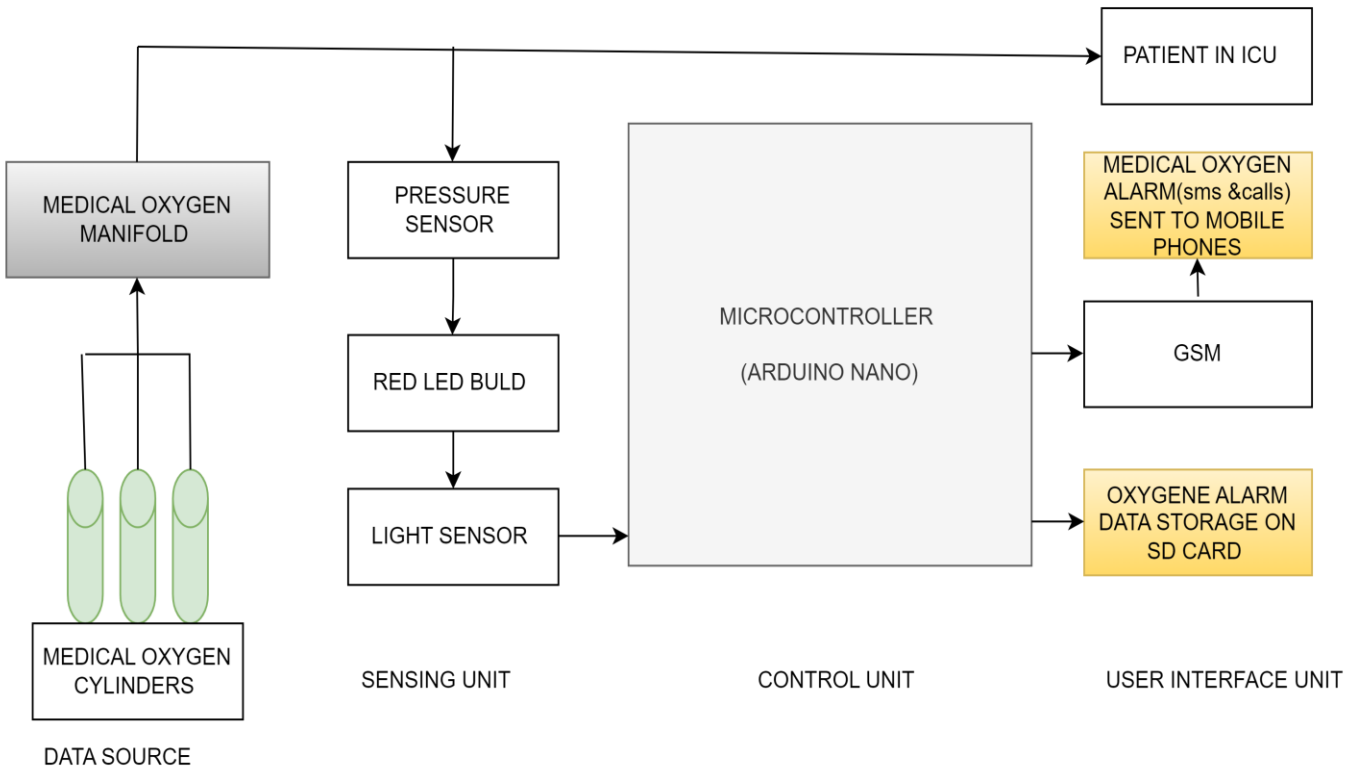 PATIENT IN ICU
MEDICAL OXYGEN
MANIFOLD
PRESSURE
SENSOR
MICROCONTROLLER
(ARDUINO NANO)
MEDICAL OXYGEN
ALARM(sms &calls)
SENT TO MOBILE
PHONES
RED LED BULD
GSM
LIGHT SENSOR
OXYGENE ALARM
DATA STORAGE ON
SD CARD
MEDICAL OXYGEN
CYLINDERS
SENSING UNIT
CONTROL UNIT
USER INTERFACE UNIT
DATA SOURCE